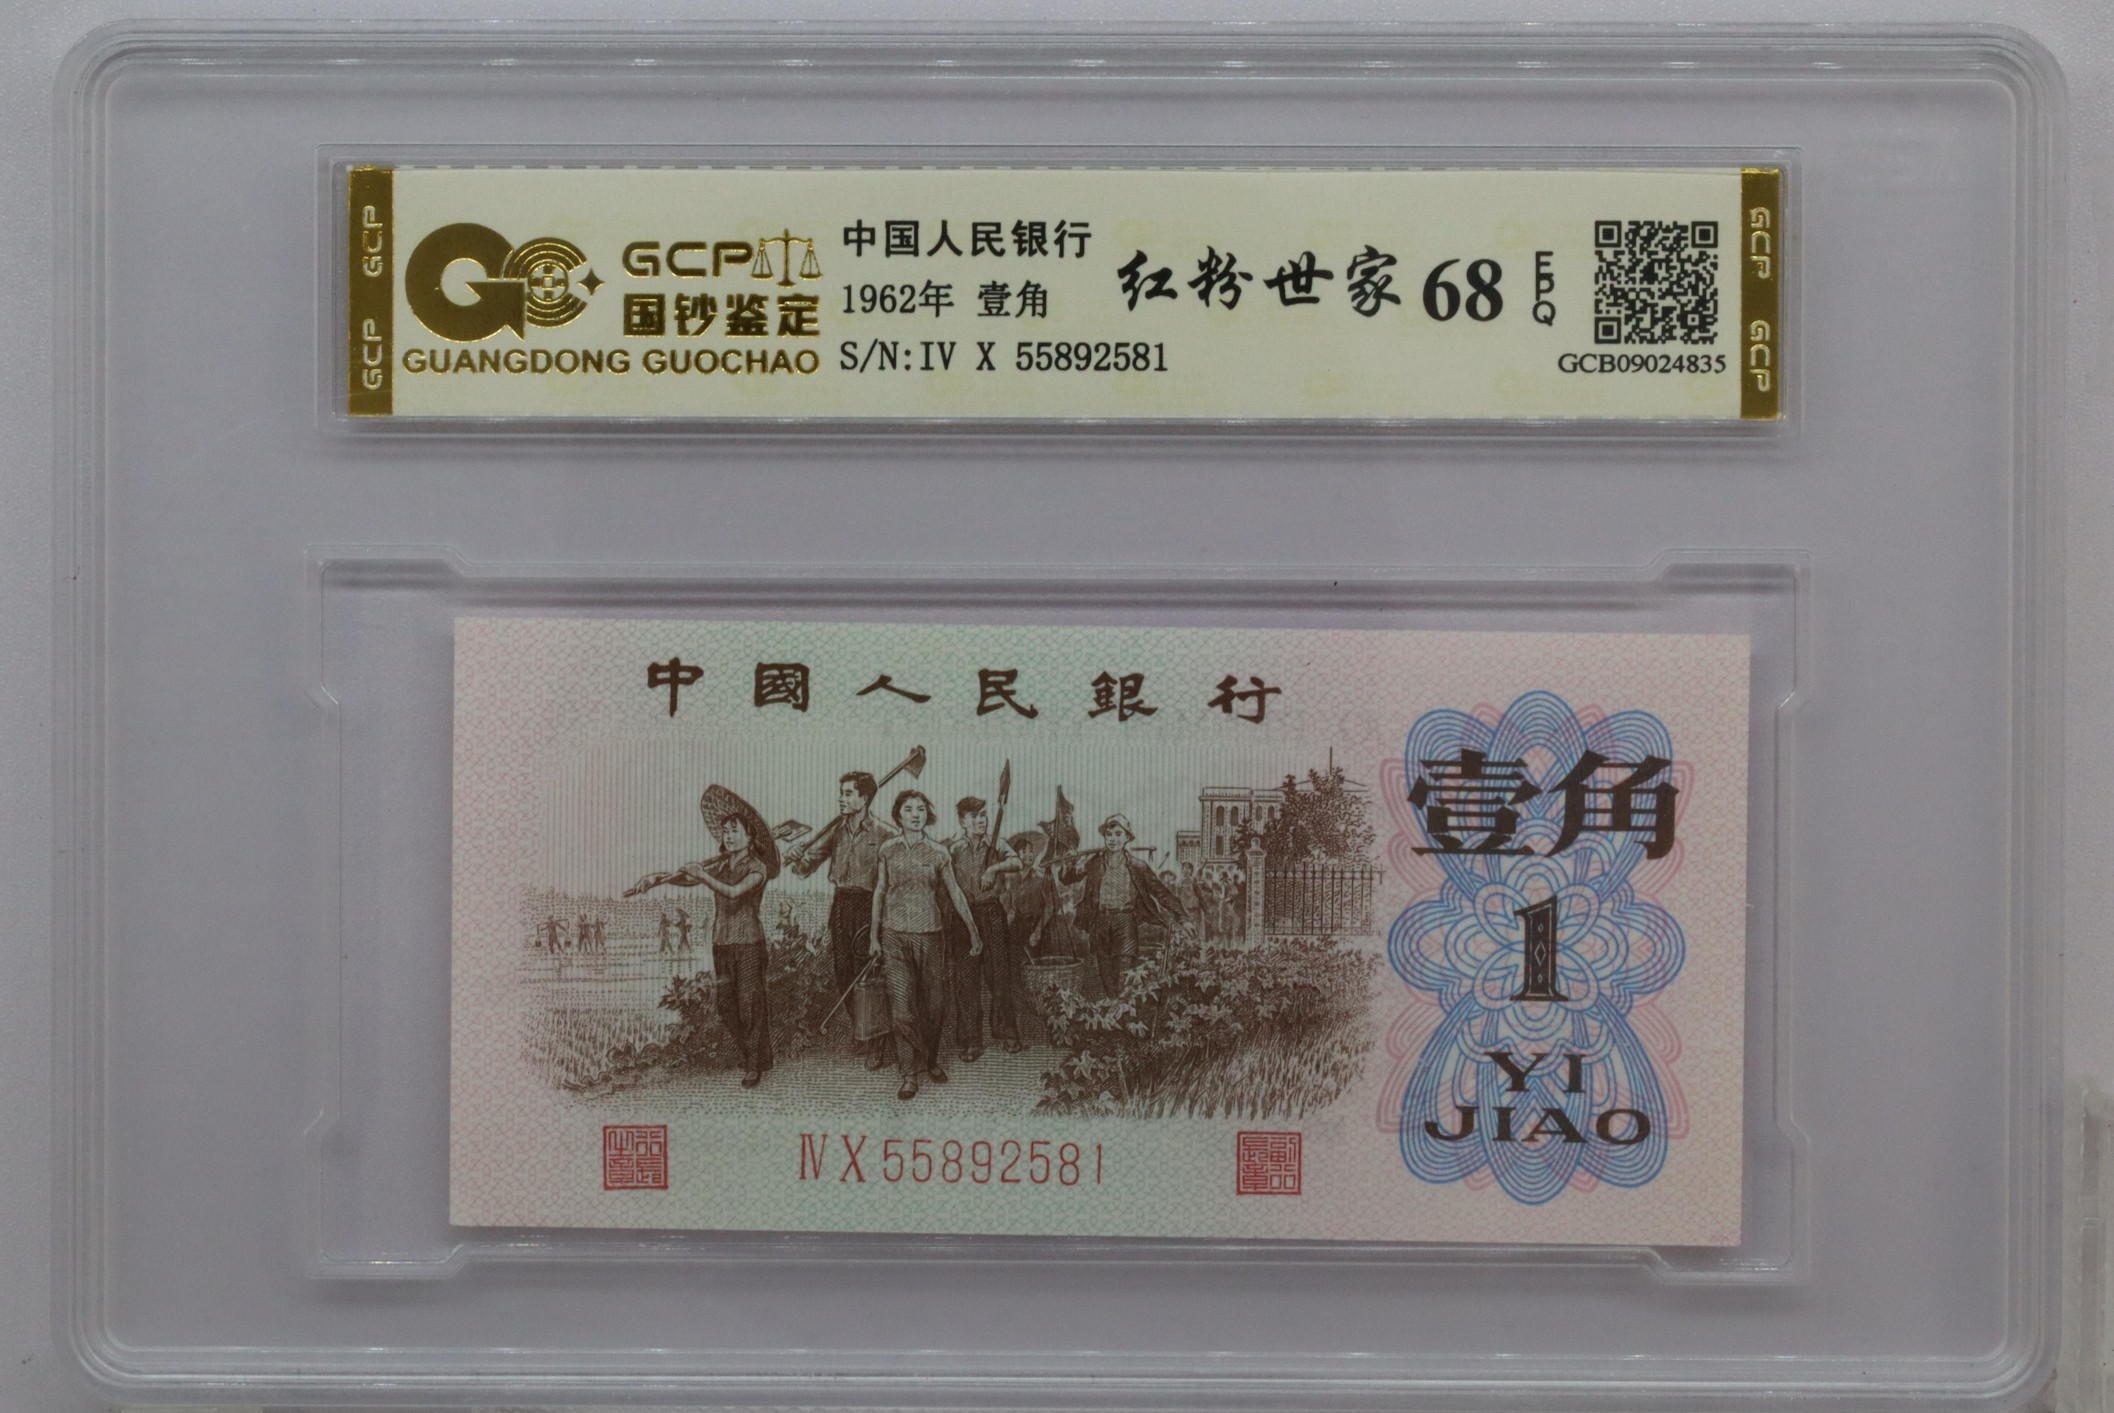 GCP
GCP
GCP
国钞鉴定
GUANGDONG GUOCHAO
中国人民银行
1962年 壹角
S/N:IV X 55892581
红粉世家 68
EPQ
GCB09024835
GCP
GCP
中國人民銀行
壹角
1
YI
JIAO
ⅣX55892581